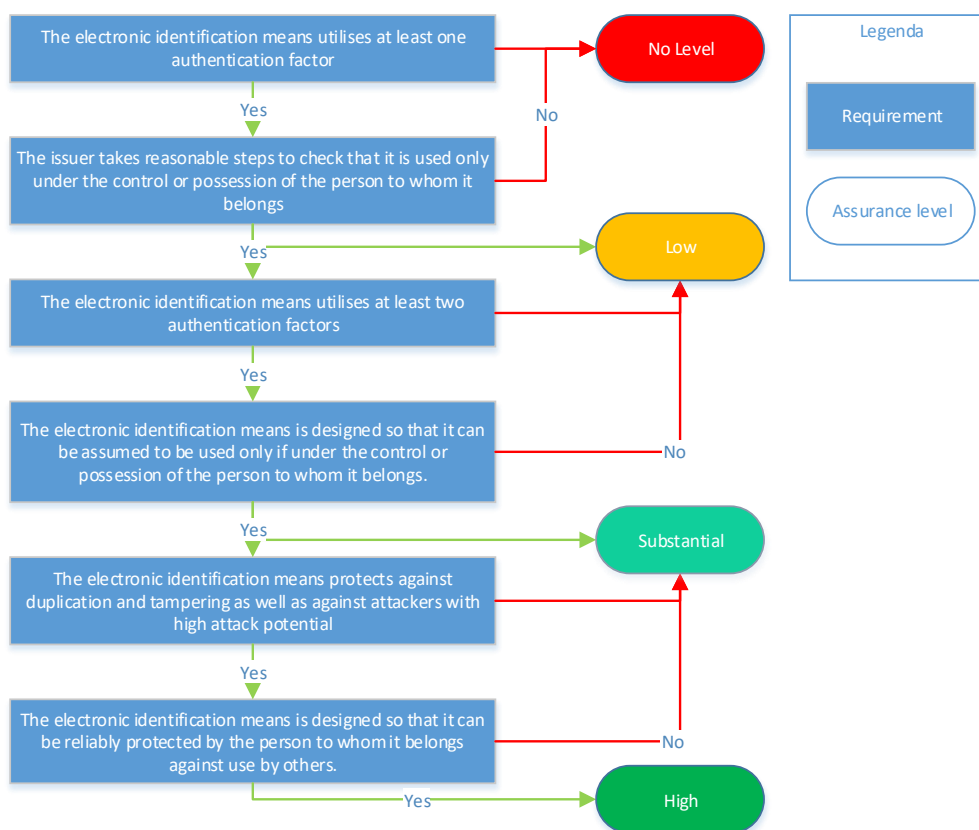 The electronic identification means utilises at least one
authentication factor
No Level
Legenda
Yes
No
Requirement
The issuer takes reasonable steps to check that it is used only
under the control or possession of the person to whom it
belongs
Assurance level
Yes
Low
The electronic identification means utilises at least two
authentication factors
Yes
The electronic identification means is designed so that it can
be assumed to be used only if under the control or
possession of the person to whom it belongs.
No
Yes
Substantial
The electronic identification means protects against
duplication and tampering as well as against attackers with
high attack potential
Yes
The electronic identification means is designed so that it can
be reliably protected by the person to whom it belongs
against use by others.
No
Yes
High